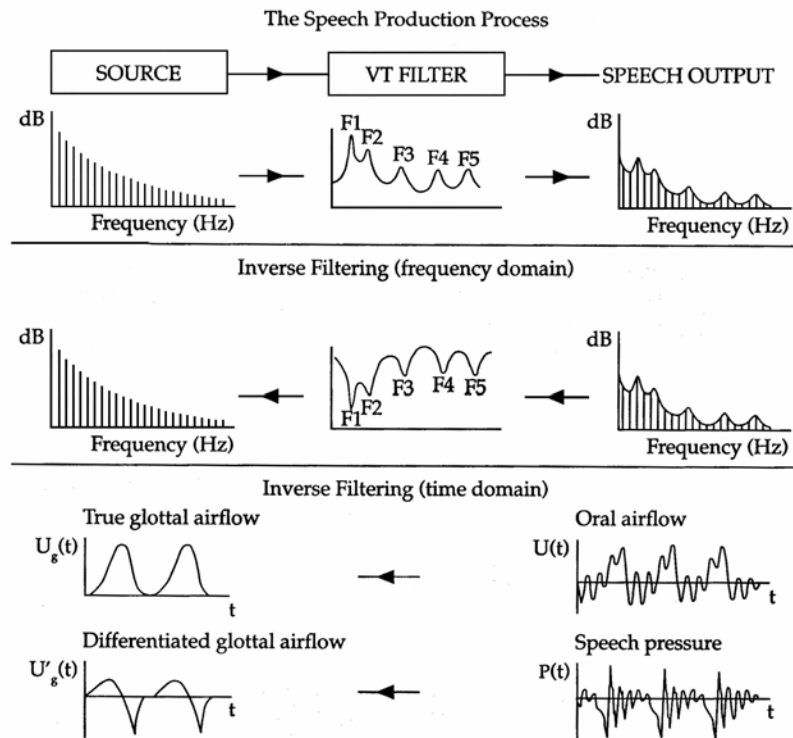 The Speech Production Process
SOURCE VT FILTER SPEECH OUTPUT
dB F1 F2 F3 F4 F5 dB
Frequency (Hz) Frequency (Hz)
Inverse Filtering (frequency domain)
dB F1 F2 F3 F4 F5 dB
Frequency (Hz) Frequency (Hz)
Inverse Filtering (time domain)
True glottal airflow Oral airflow
Ug(t) t U(t) t
Differentiated glottal airflow Speech pressure
U'g(t) t P(t) t